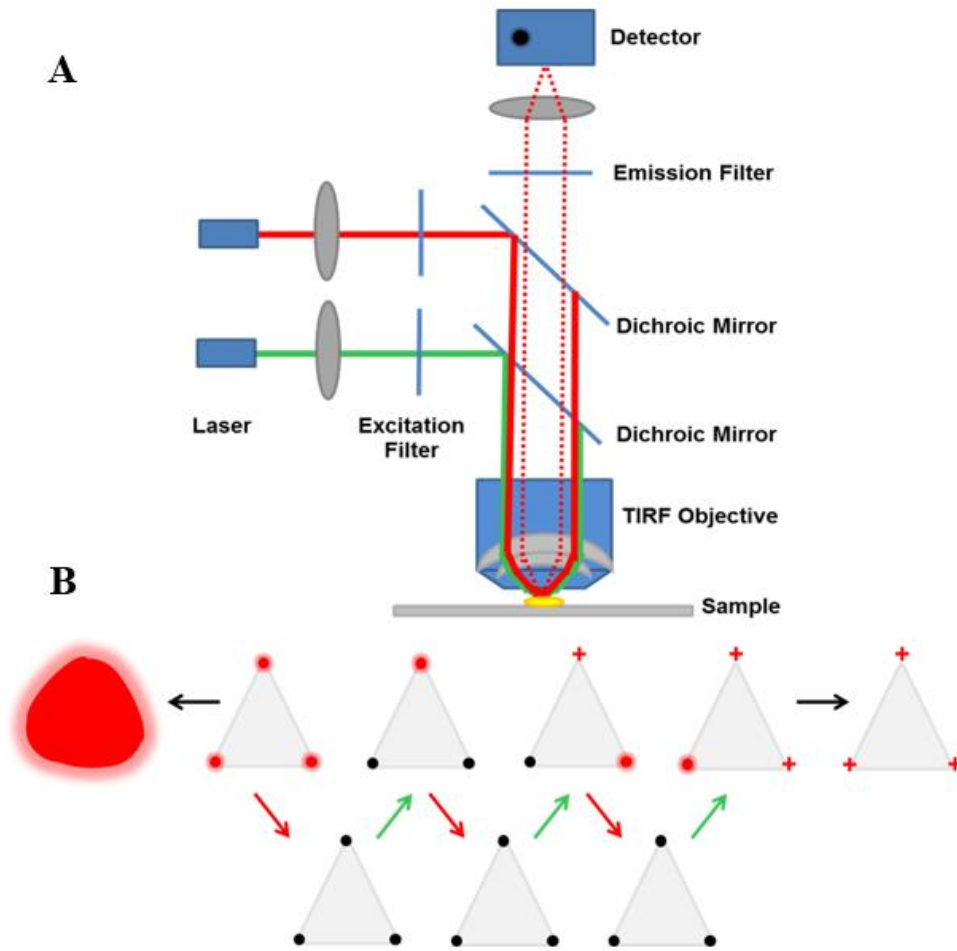 A
Detector
Emission Filter
Dichroic Mirror
Laser
Excitation
Filter
Dichroic Mirror
TIRF Objective
B
Sample